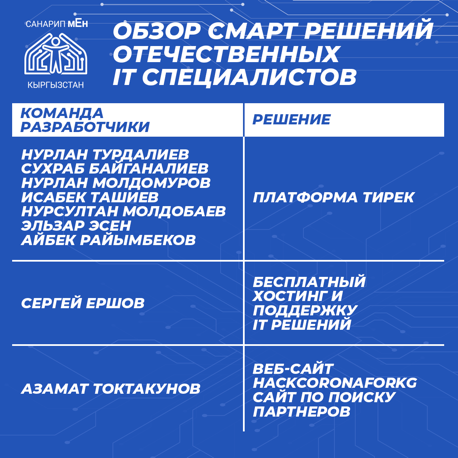 САНАРИП МЕН
КЫРГЫЗСТАН
ОБЗОР СМАРТ РЕШЕНИЙ
ОТЕЧЕСТВЕННЫХ
IT СПЕЦИАЛИСТОВ
КОМАНДА
РАЗРАБОТЧИКИ
РЕШЕНИЕ
НУРЛАН ТУРДАЛИЕВ
СУХРАБ БАЙГАНАЛИЕВ
НУРЛАН МОЛДОМУРОВ
ИСАБЕК ТАШИЕВ
НУРСУЛТАН МОЛДОБАЕВ
ЭЛЬЗАР ЭСЕН
АЙБЕК РАЙЫМБЕКОВ
ПЛАТФОРМА ТИРЕК
СЕРГЕЙ ЕРШОВ
БЕСПЛАТНЫЙ
ХОСТИНГ И
ПОДДЕРЖКУ
IT РЕШЕНИЙ
АЗАМАТ ТОКТАКУНОВ
ВЕБ-САЙТ
HACKCORONAFORKG
САЙТ ПО ПОИСКУ
ПАРТНЕРОВ